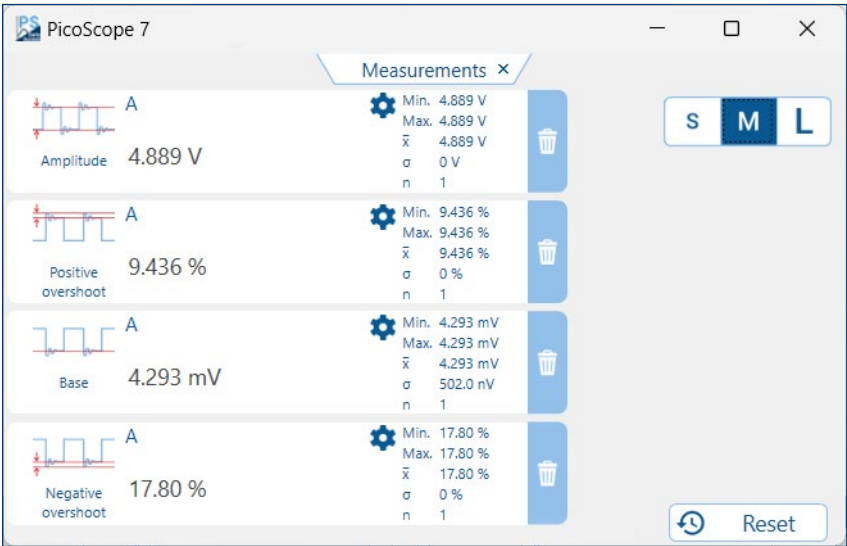 PicoScope 7
Measurements ×
A
Min. 4.889 V
Max. 4.889 V
x̄ 4.889 V
σ 0 V
n 1
Amplitude
4.889 V
A
Min. 9.436 %
Max. 9.436 %
x̄ 9.436 %
σ 0 %
n 1
Positive
overshoot
9.436 %
A
Min. 4.293 mV
Max. 4.293 mV
x̄ 4.293 mV
σ 502.0 nV
n 1
Base
4.293 mV
A
Min. 17.80 %
Max. 17.80 %
x̄ 17.80 %
σ 0 %
n 1
Negative
overshoot
17.80 %
S M L
Reset